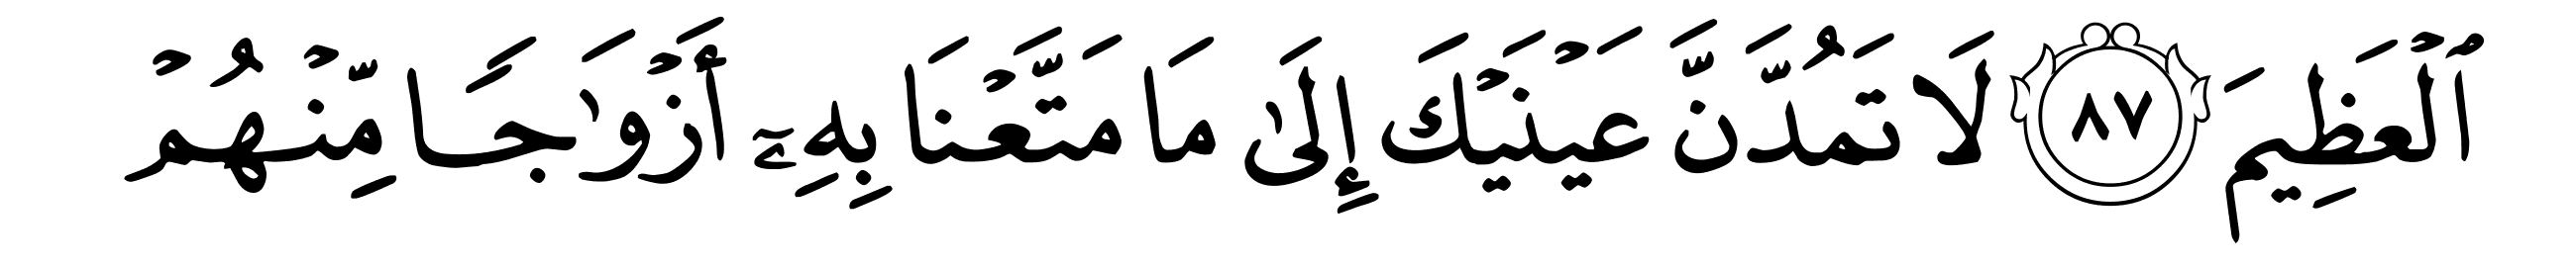 ٱلۡعَظِيمَ ٨٧ لَا تَمُدَّنَّ عَيۡنَيۡكَ إِلَىٰ مَا مَتَّعۡنَا بِهِۦٓ أَزۡوَٰجٗا مِّنۡهُمۡ